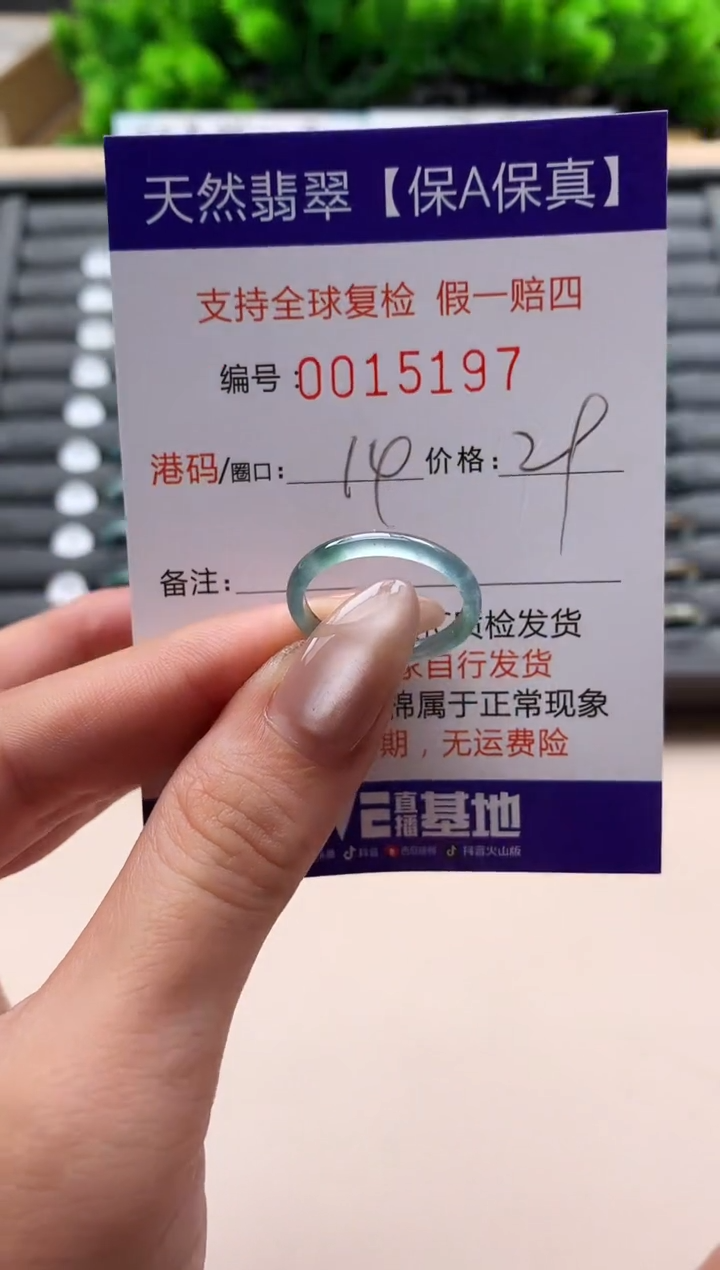 天然翡翠【保A保真】
支持全球复检 假一赔四
编号:0015197
港码/圈口: 14 价格: 29
备注:
质检发货
家自行发货
棉属于正常现象
期，无运费险
直播基地
抖音 抖音火山版